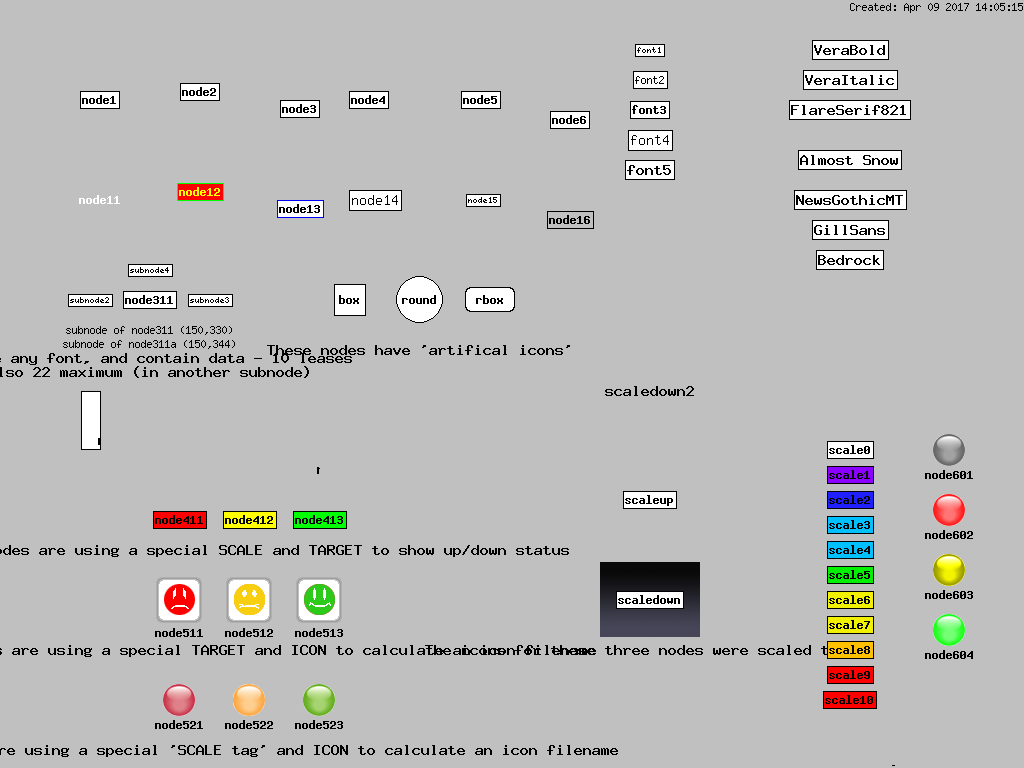 Created: Apr 09 2017 14:05:15
font1
VeraBold
node1
node2
node3
node4
node5
node6
font2
VeraItalic
font3
FlareSerif821
font4
font5
Almost Snow
node11
node12
node13
node14
node15
node16
NewsGothicMT
GillSans
Bedrock
subnode4
subnode2
node311
subnode3
box
round
rbox
subnode of node311 (150,330)
subnode of node311a (150,344)
These nodes have 'artifical icons'
any font, and contain data - 10 leases
lso 22 maximum (in another subnode)
scaledown2
scale0
scale1
scale2
scale3
scale4
scale5
scale6
scale7
scale8
scale9
scale10
node601
node602
node603
node604
scaleup
scaledown
node411
node412
node413
odes are using a special SCALE and TARGET to show up/down status
node511
node512
node513
s are using a special TARGET and ICON to calculate an icon filename
The icons for these three nodes were scaled t
node521
node522
node523
re using a special 'SCALE tag' and ICON to calculate an icon filename